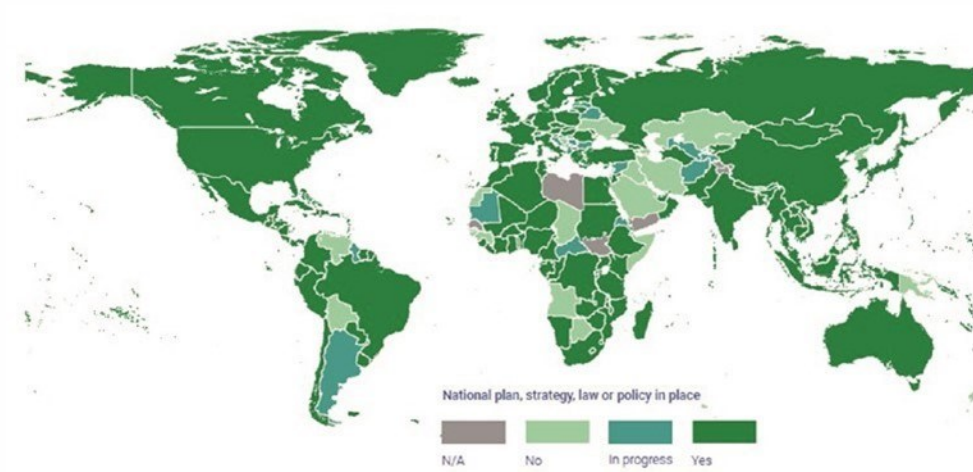 National plan, strategy, law or policy in place
N/A No In progress Yes